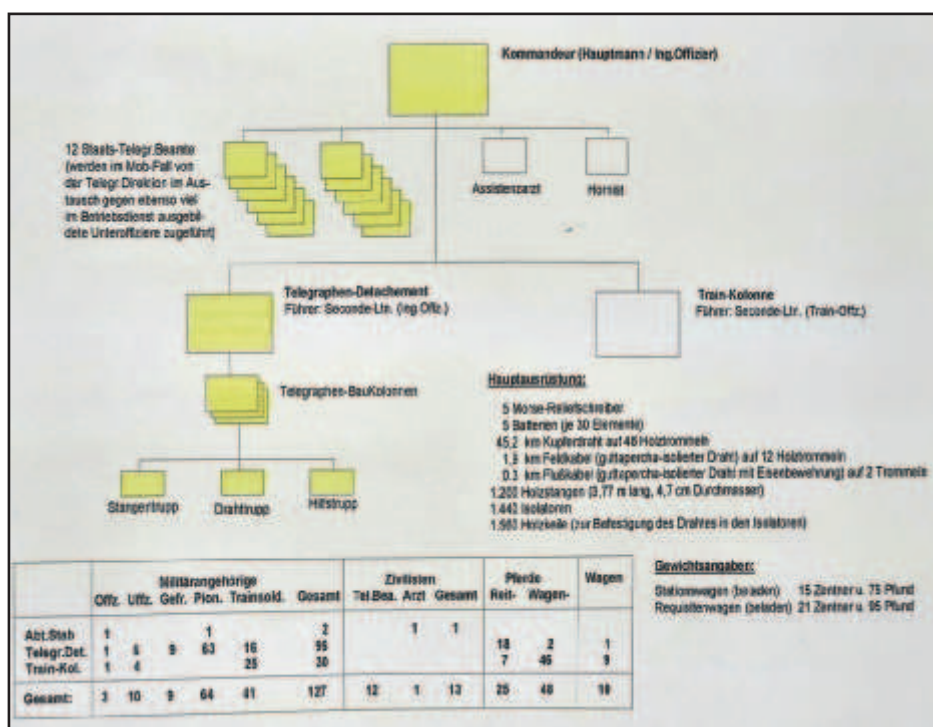 Kommandeur (Hauptmann / Ing.Offizier)
12 Staats-Telegr.Beamte
(werden im Mob-Fall von
der Telegr.Direktion im Aus-
tausch gegen ebenso viel
im Betriebsdienst ausgebil-
dete Unteroffiziere zugeführt)
Assistenzarzt
Hornist
Telegraphen-Detachement
Führer: Seconde-Ltn. (Ing.Offz.)
Train-Kolonne
Führer: Seconde-Ltn. (Train-Offz.)
Telegraphen-BauKolonnen
Stangentrupp
Drahttrupp
Hilfstrupp
Hauptausrüstung:
5 Morse-Reliefschreiber
5 Batterien (je 30 Elemente)
45,2 km Kupferdraht auf 48 Holztrommeln
km Feldkabel (guttapercha-isolierter Draht) auf 12 Holztrommeln
0,3 km Flußkabel (guttapercha-isolierter Draht mit Eisenbewehrung) auf 2 Trommeln
1.200 Holzstangen (3,77 m lang, 4,7 cm Durchmesser)
1.440 Isolatoren
Holzkeile (zur Befestigung des Drahtes in den Isolatoren)
Gewichtsangaben:
Stationswagen (beladen) 15 Zentner u. 75 Pfund
Requisitenwagen (beladen) 21 Zentner u. 95 Pfund
Militärangehörige Zivilisten Pferde Wagen
Offz. Uffz. Gefr. Pion. Trainsold. Gesamt Tel.Bea. Arzt Gesamt Reit- Wagen-
Abt.Stab 1 1 2 1 1
Telegr.Det. 1 6 9 63 16 95 18 2 1
Train-Kol. 1 4 25 30 7 46 9
Gesamt: 3 10 9 64 41 127 12 1 13 25 48 10